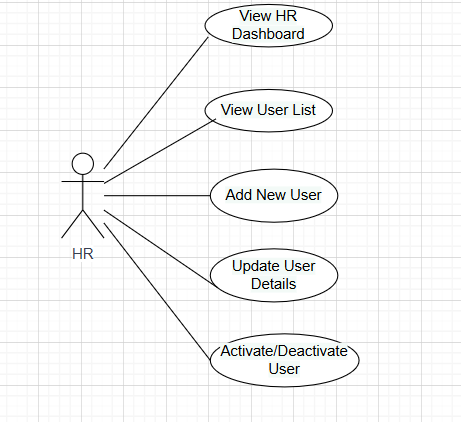 View HR
Dashboard
View User List
Add New User
HR
Update User
Details
Activate/Deactivate
User